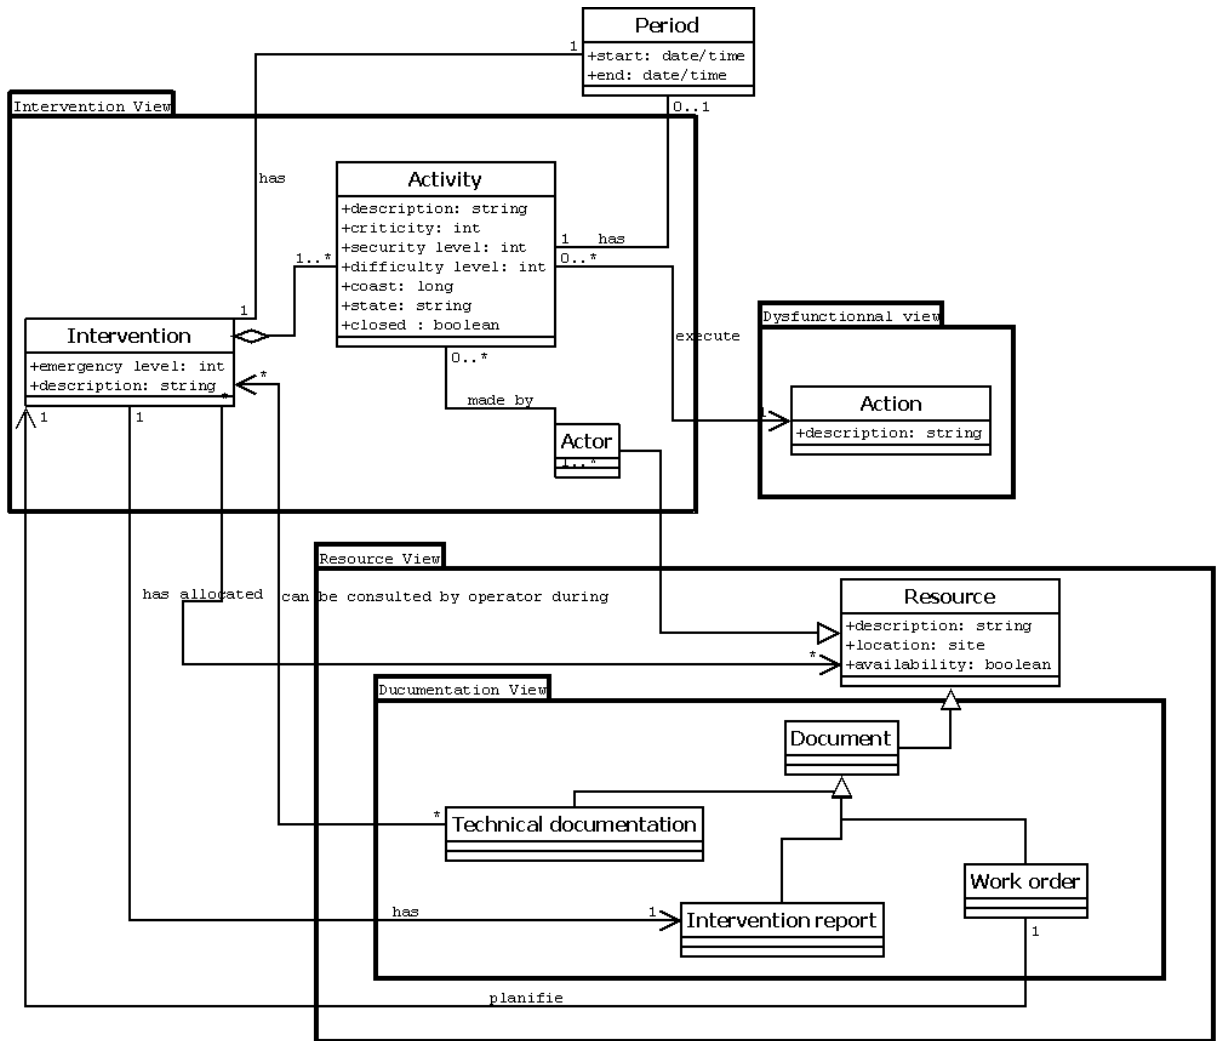 Period
+start: date/time
+end: date/time
1
0..1
Intervention View
has
Activity
+description: string
+criticity: int
+security level: int
+difficulty level: int
+coast: long
+state: string
+closed : boolean
1..*
1 has
0..*
execute
1
Intervention
+emergency level: int
+description: string
*
*
1
1
0..*
made by
Actor
1..*
Dysfunctionnal view
Action
+description: string
1
Resource View
has allocated
can be consulted by operator during
Resource
+description: string
+location: site
+availability: boolean
*
Ducumentation View
Document
*
Technical documentation
Work order
has
1
Intervention report
1
planifie